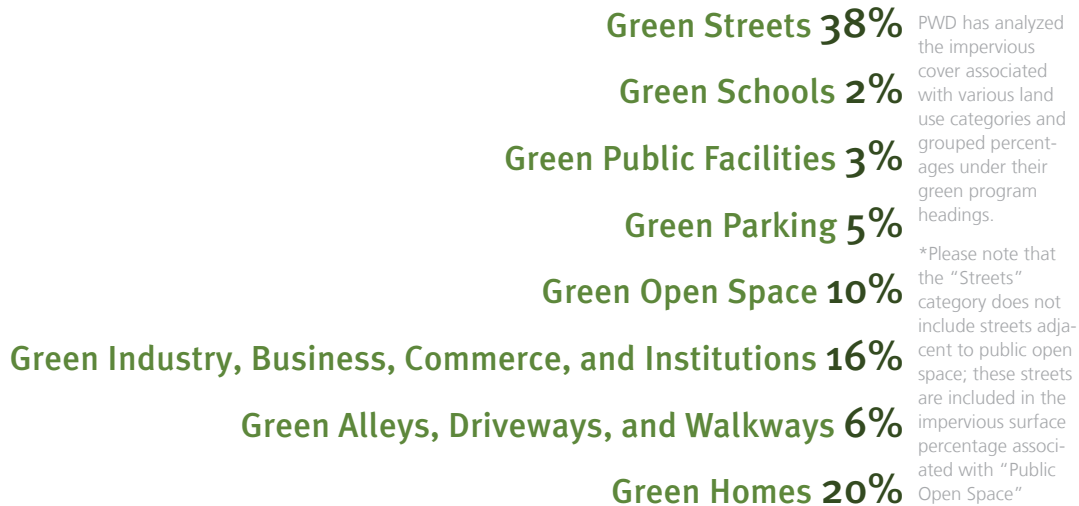 Green Streets 38%
Green Schools 2%
Green Public Facilities 3%
Green Parking 5%
Green Open Space 10%
Green Industry, Business, Commerce, and Institutions 16%
Green Alleys, Driveways, and Walkways 6%
Green Homes 20%
PWD has analyzed
the impervious
cover associated
with various land
use categories and
grouped percent-
ages under their
green program
headings.
*Please note that
the “Streets”
category does not
include streets adja-
cent to public open
space; these streets
are included in the
impervious surface
percentage associ-
ated with “Public
Open Space”